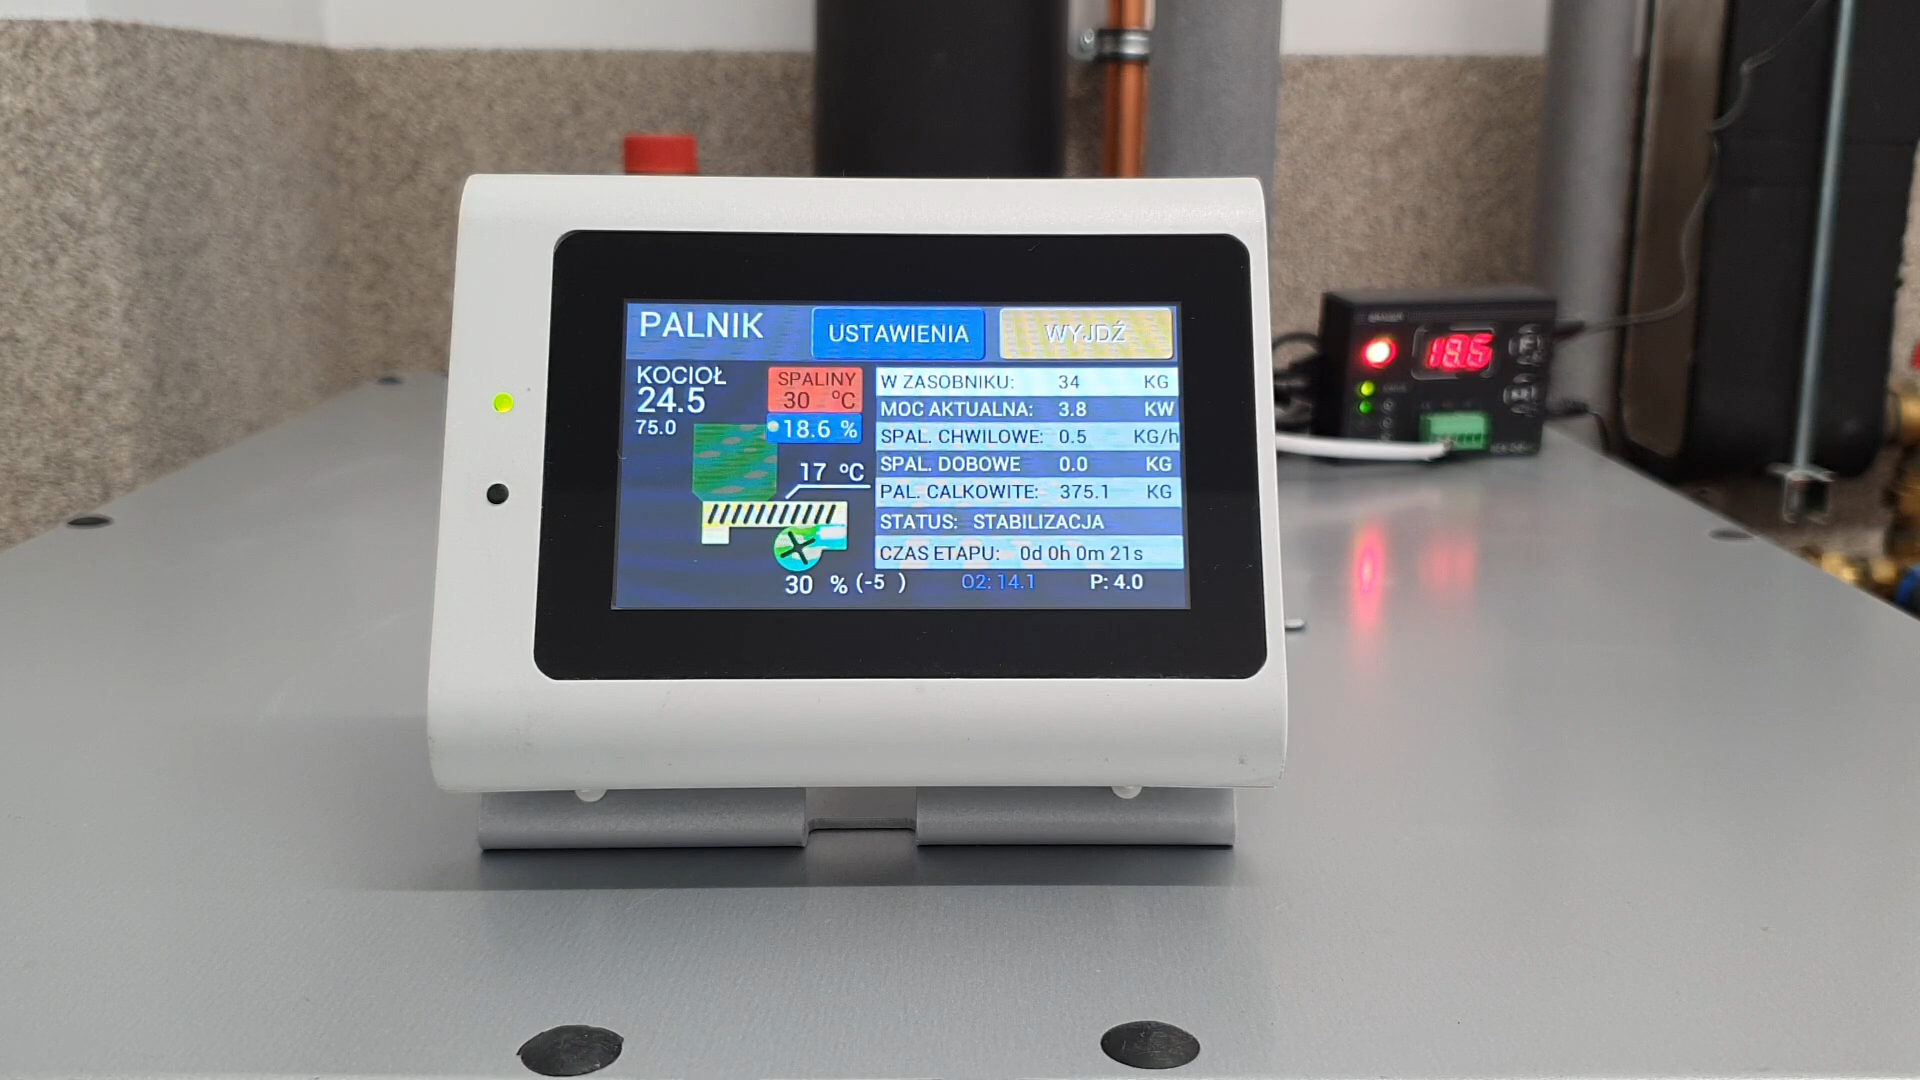 PALNIK USTAWIENIA WYJDŹ
KOCIOŁ
24.5
75.0
SPALINY
30 °C
18.6 %
17 °C
30 % (-5 )
W ZASOBNIKU: 34 KG
MOC AKTUALNA: 3.8 KW
SPAL. CHWILOWE: 0.5 KG/h
SPAL. DOBOWE 0.0 KG
PAL. CALKOWITE: 375.1 KG
STATUS: STABILIZACJA
CZAS ETAPU: 0d 0h 0m 21s
O2: 14.1 P: 4.0
18.6